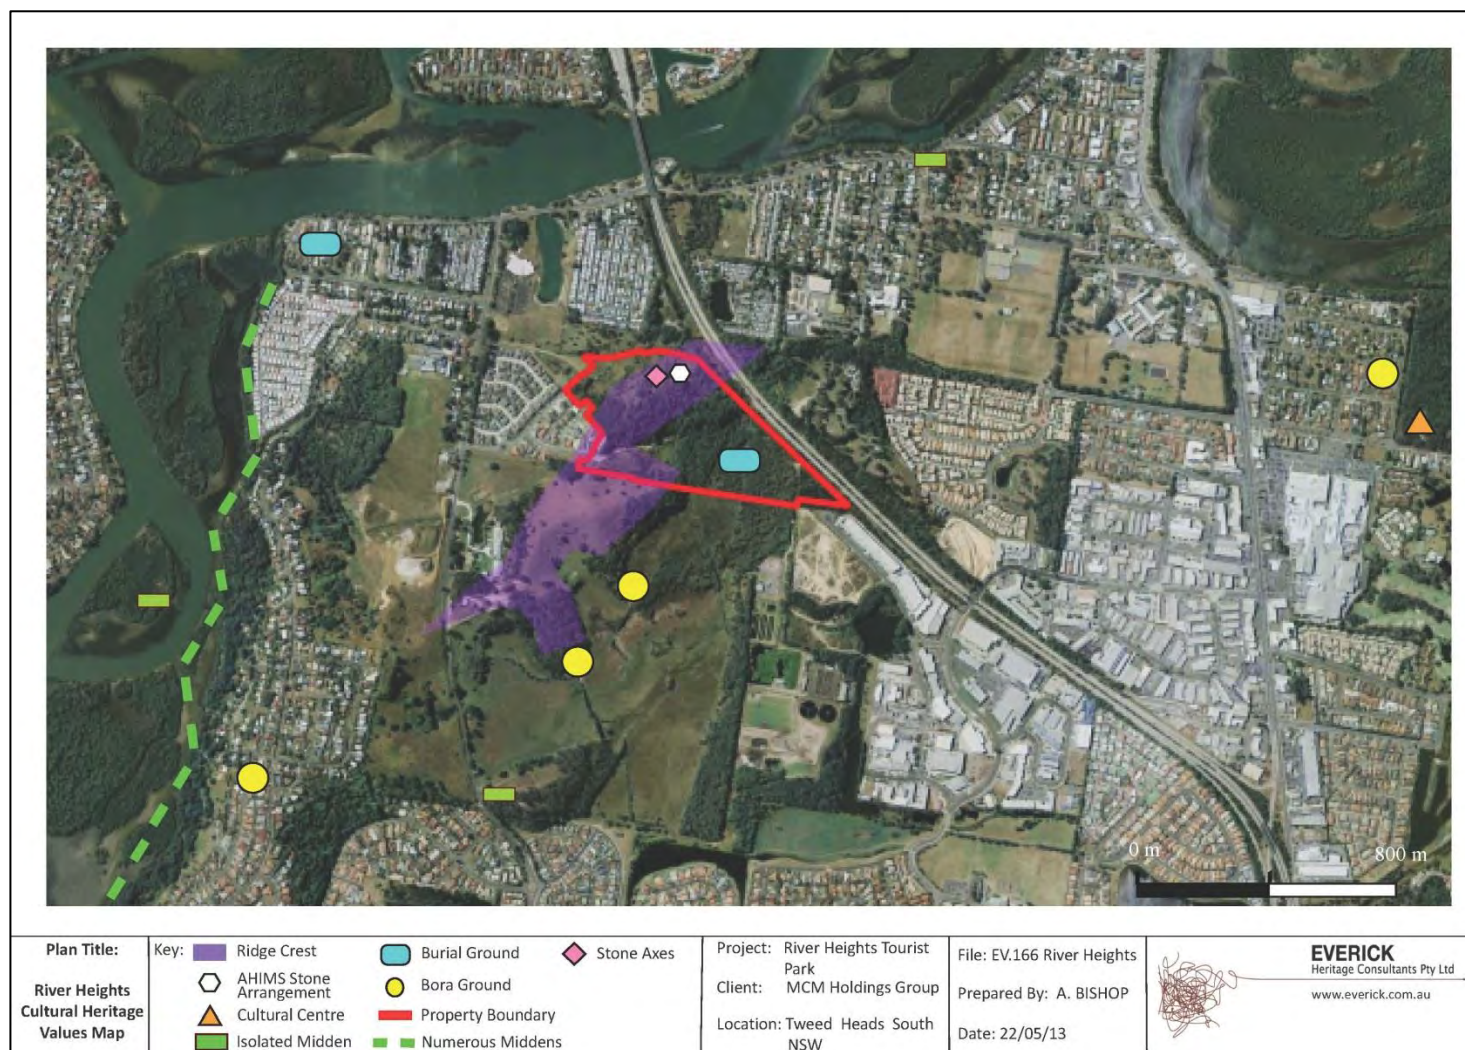 0 m
800 m
Plan Title:
River Heights
Cultural Heritage
Values Map
Key:
Ridge Crest
AHIMS Stone
Arrangement
Cultural Centre
Isolated Midden
Burial Ground
Bora Ground
Property Boundary
Numerous Middens
Stone Axes
Project: River Heights Tourist
Park
Client: MCM Holdings Group
Location: Tweed Heads South
NSW
File: EV.166 River Heights
Prepared By: A. BISHOP
Date: 22/05/13
EVERICK
Heritage Consultants Pty Ltd
www.everick.com.au